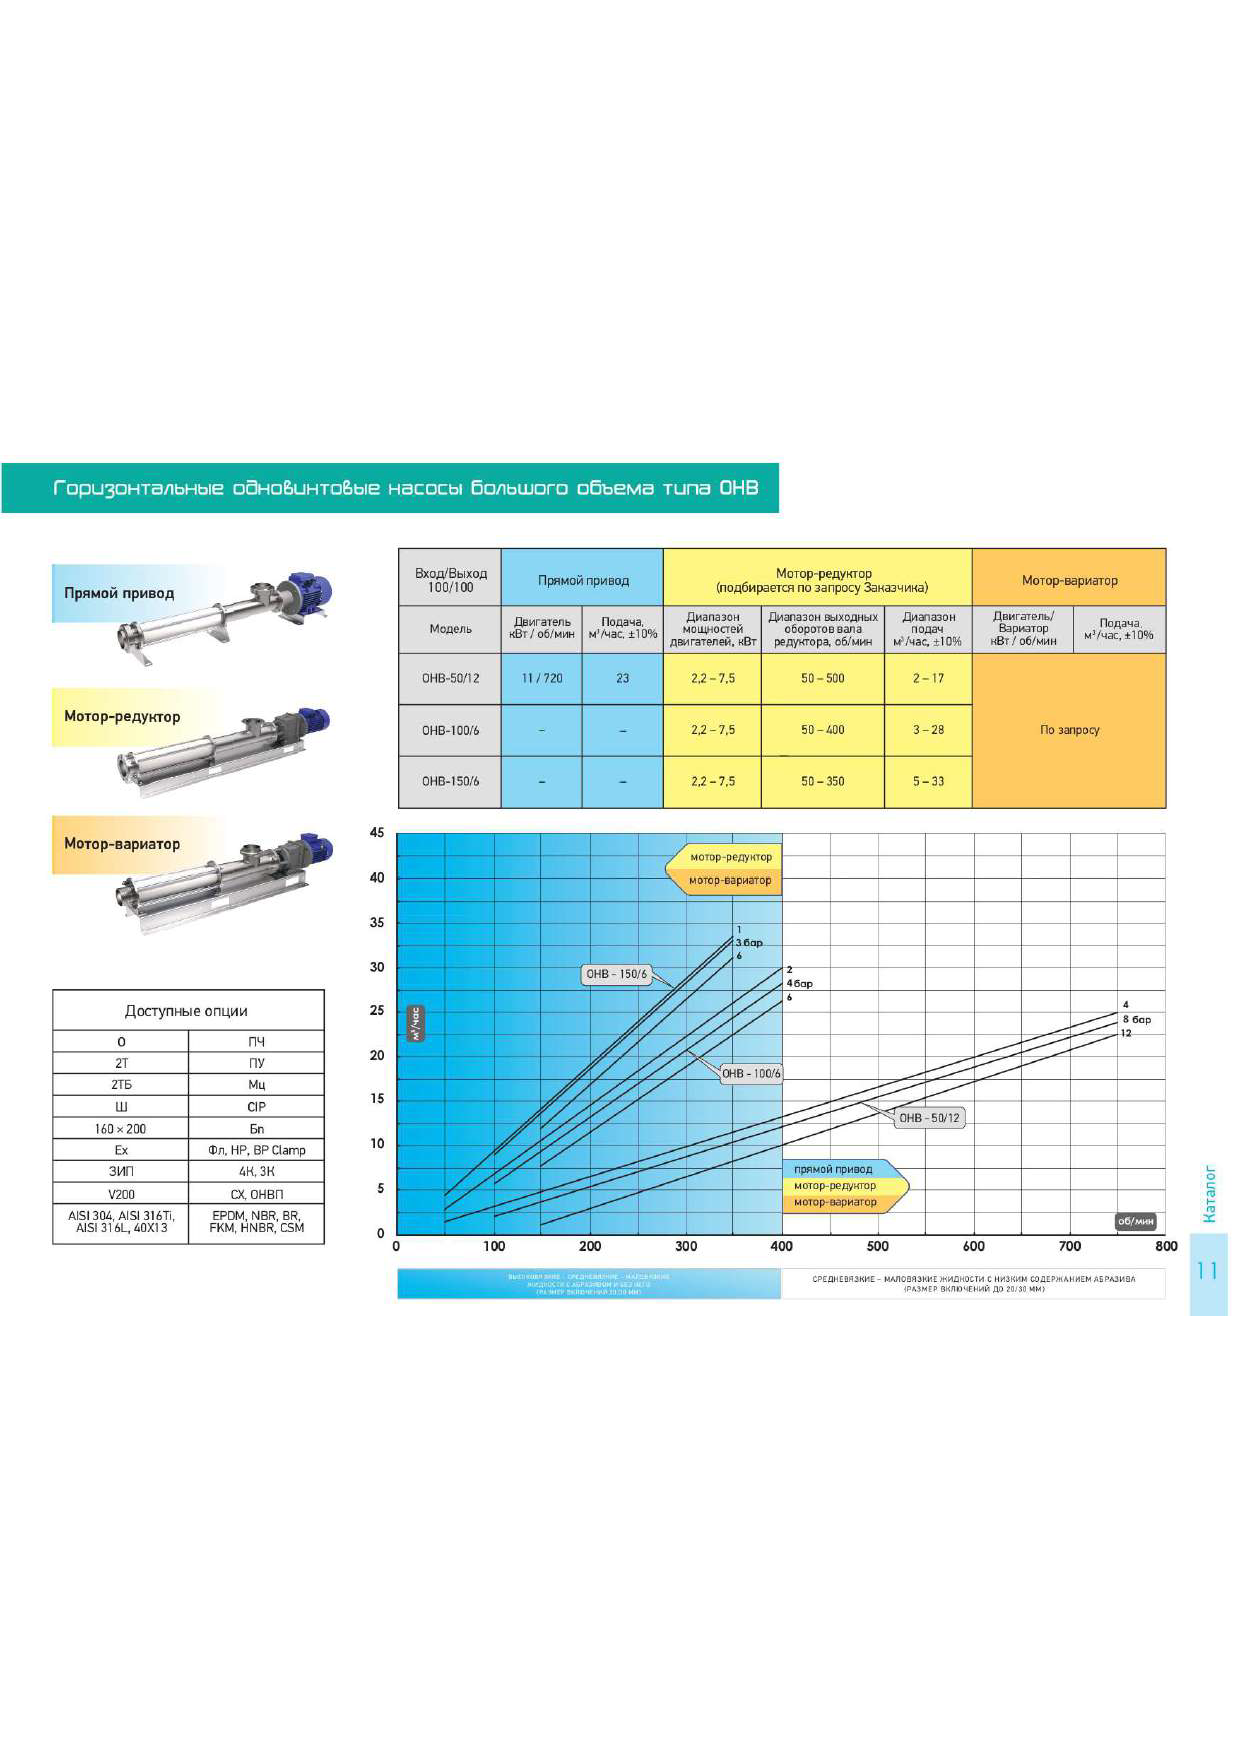 Горизонтальные одновинтовые насосы большого объема типа ОНВ
Прямой привод
Мотор-редуктор
Мотор-вариатор
Вход/Выход
100/100
Прямой привод
Мотор-редуктор
(подбирается по запросу Заказчика)
Мотор-вариатор
Модель
Двигатель
кВт / об/мин
Подача,
м³/час, ±10%
Диапазон
мощностей
двигателей, кВт
Диапазон выходных
оборотов вала
редуктора, об/мин
Диапазон
подач
м³/час, ±10%
Двигатель/
Вариатор
кВт / об/мин
Подача,
м³/час, ±10%
ОНВ-50/12 11 / 720 23 2,2 – 7,5 50 – 500 2 – 17
ОНВ-100/6 – – 2,2 – 7,5 50 – 400 3 – 28
По запросу
ОНВ-150/6 – – 2,2 – 7,5 50 – 350 5 – 33
Доступные опции
О ПЧ
2Т ПУ
2ТБ Мц
Ш CIP
160 × 200 Бп
Ex Фл, НР, ВР Clamp
ЗИП 4К, 3К
V200 СХ, ОНВП
AISI 304, AISI 316Ti,
AISI 316L, 40Х13
EPDM, NBR, BR,
FKM, HNBR, CSM
45
40
35
30
25
20
15
10
5
0
м³/час
мотор-редуктор
мотор-вариатор
1
3 бар
6
ОНВ - 150/6
2
4 бар
6
ОНВ - 100/6
4
8 бар
12
ОНВ - 50/12
прямой привод
мотор-редуктор
мотор-вариатор
об/мин
0 100 200 300 400 500 600 700 800
ВЫСОКОВЯЗКИЕ - СРЕДНЕВЯЗКИЕ - МАЛОВЯЗКИЕ
ЖИДКОСТИ С АБРАЗИВОМ И БЕЗ НЕГО
(РАЗМЕР ВКЛЮЧЕНИЙ 20/30 ММ)
СРЕДНЕВЯЗКИЕ – МАЛОВЯЗКИЕ ЖИДКОСТИ С НИЗКИМ СОДЕРЖАНИЕМ АБРАЗИВА
(РАЗМЕР ВКЛЮЧЕНИЙ ДО 20/30 ММ)
Каталог
11